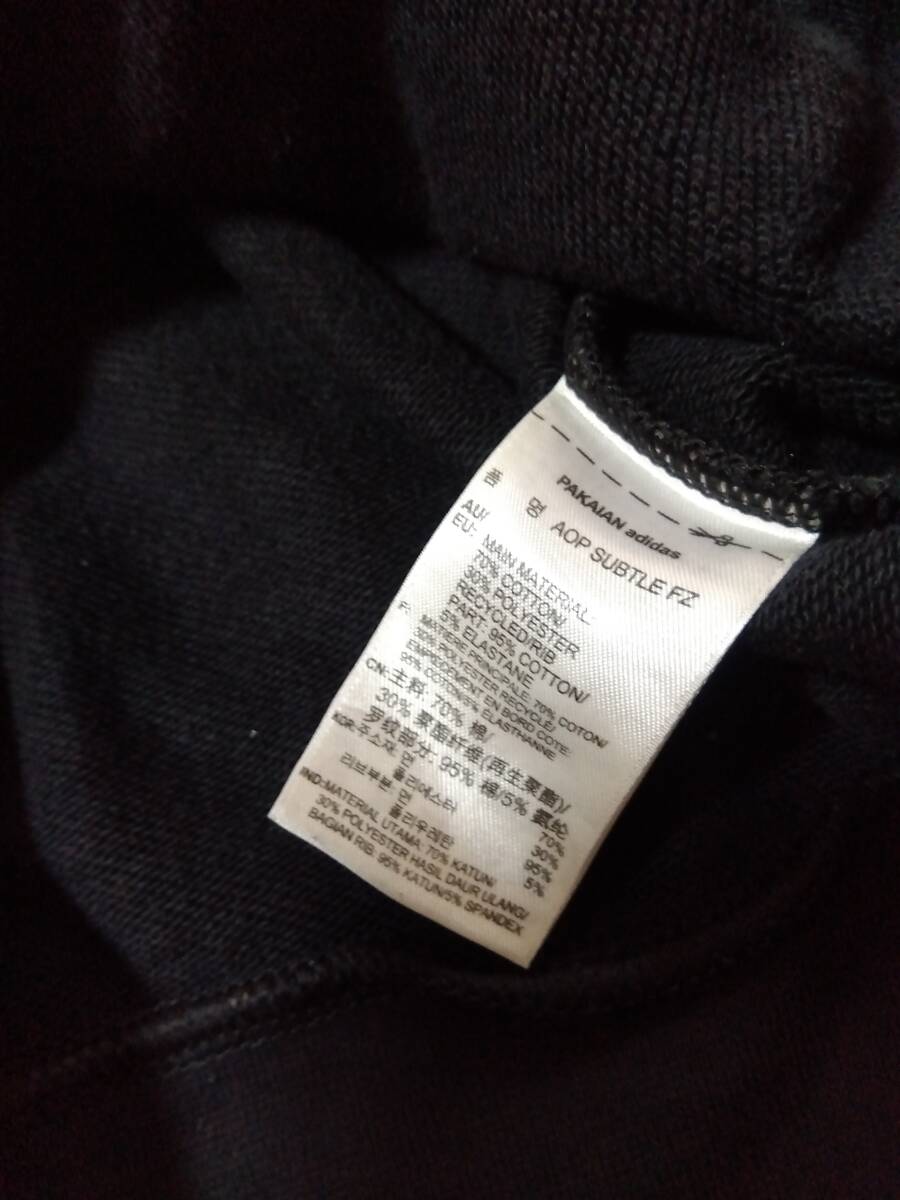 PAKAIAN adidas
품 명 AOP SUBTLE FZ
AU/
EU: MAIN MATERIAL:
70% COTTON/
30% POLYESTER
RECYCLED/RIB
PART: 95% COTTON/
5% ELASTANE
F: MATIERE PRINCIPALE: 70% COTON/
30% POLYESTER RECYCLE/
EMPIECEMENT EN BORD COTE:
95% COTON/5% ELASTHANNE
CN: 主料: 70% 棉/
30% 聚酯纤维(再生聚酯)/
罗纹部分: 95% 棉/5% 氨纶
KOR: 주소재: 면 70%
폴리에스터 30%
리브부분: 면 95%
폴리우레탄 5%
IND: MATERIAL UTAMA: 70% KATUN/
30% POLYESTER HASIL DAUR ULANG/
BAGIAN RIB: 95% KATUN/5% SPANDEX